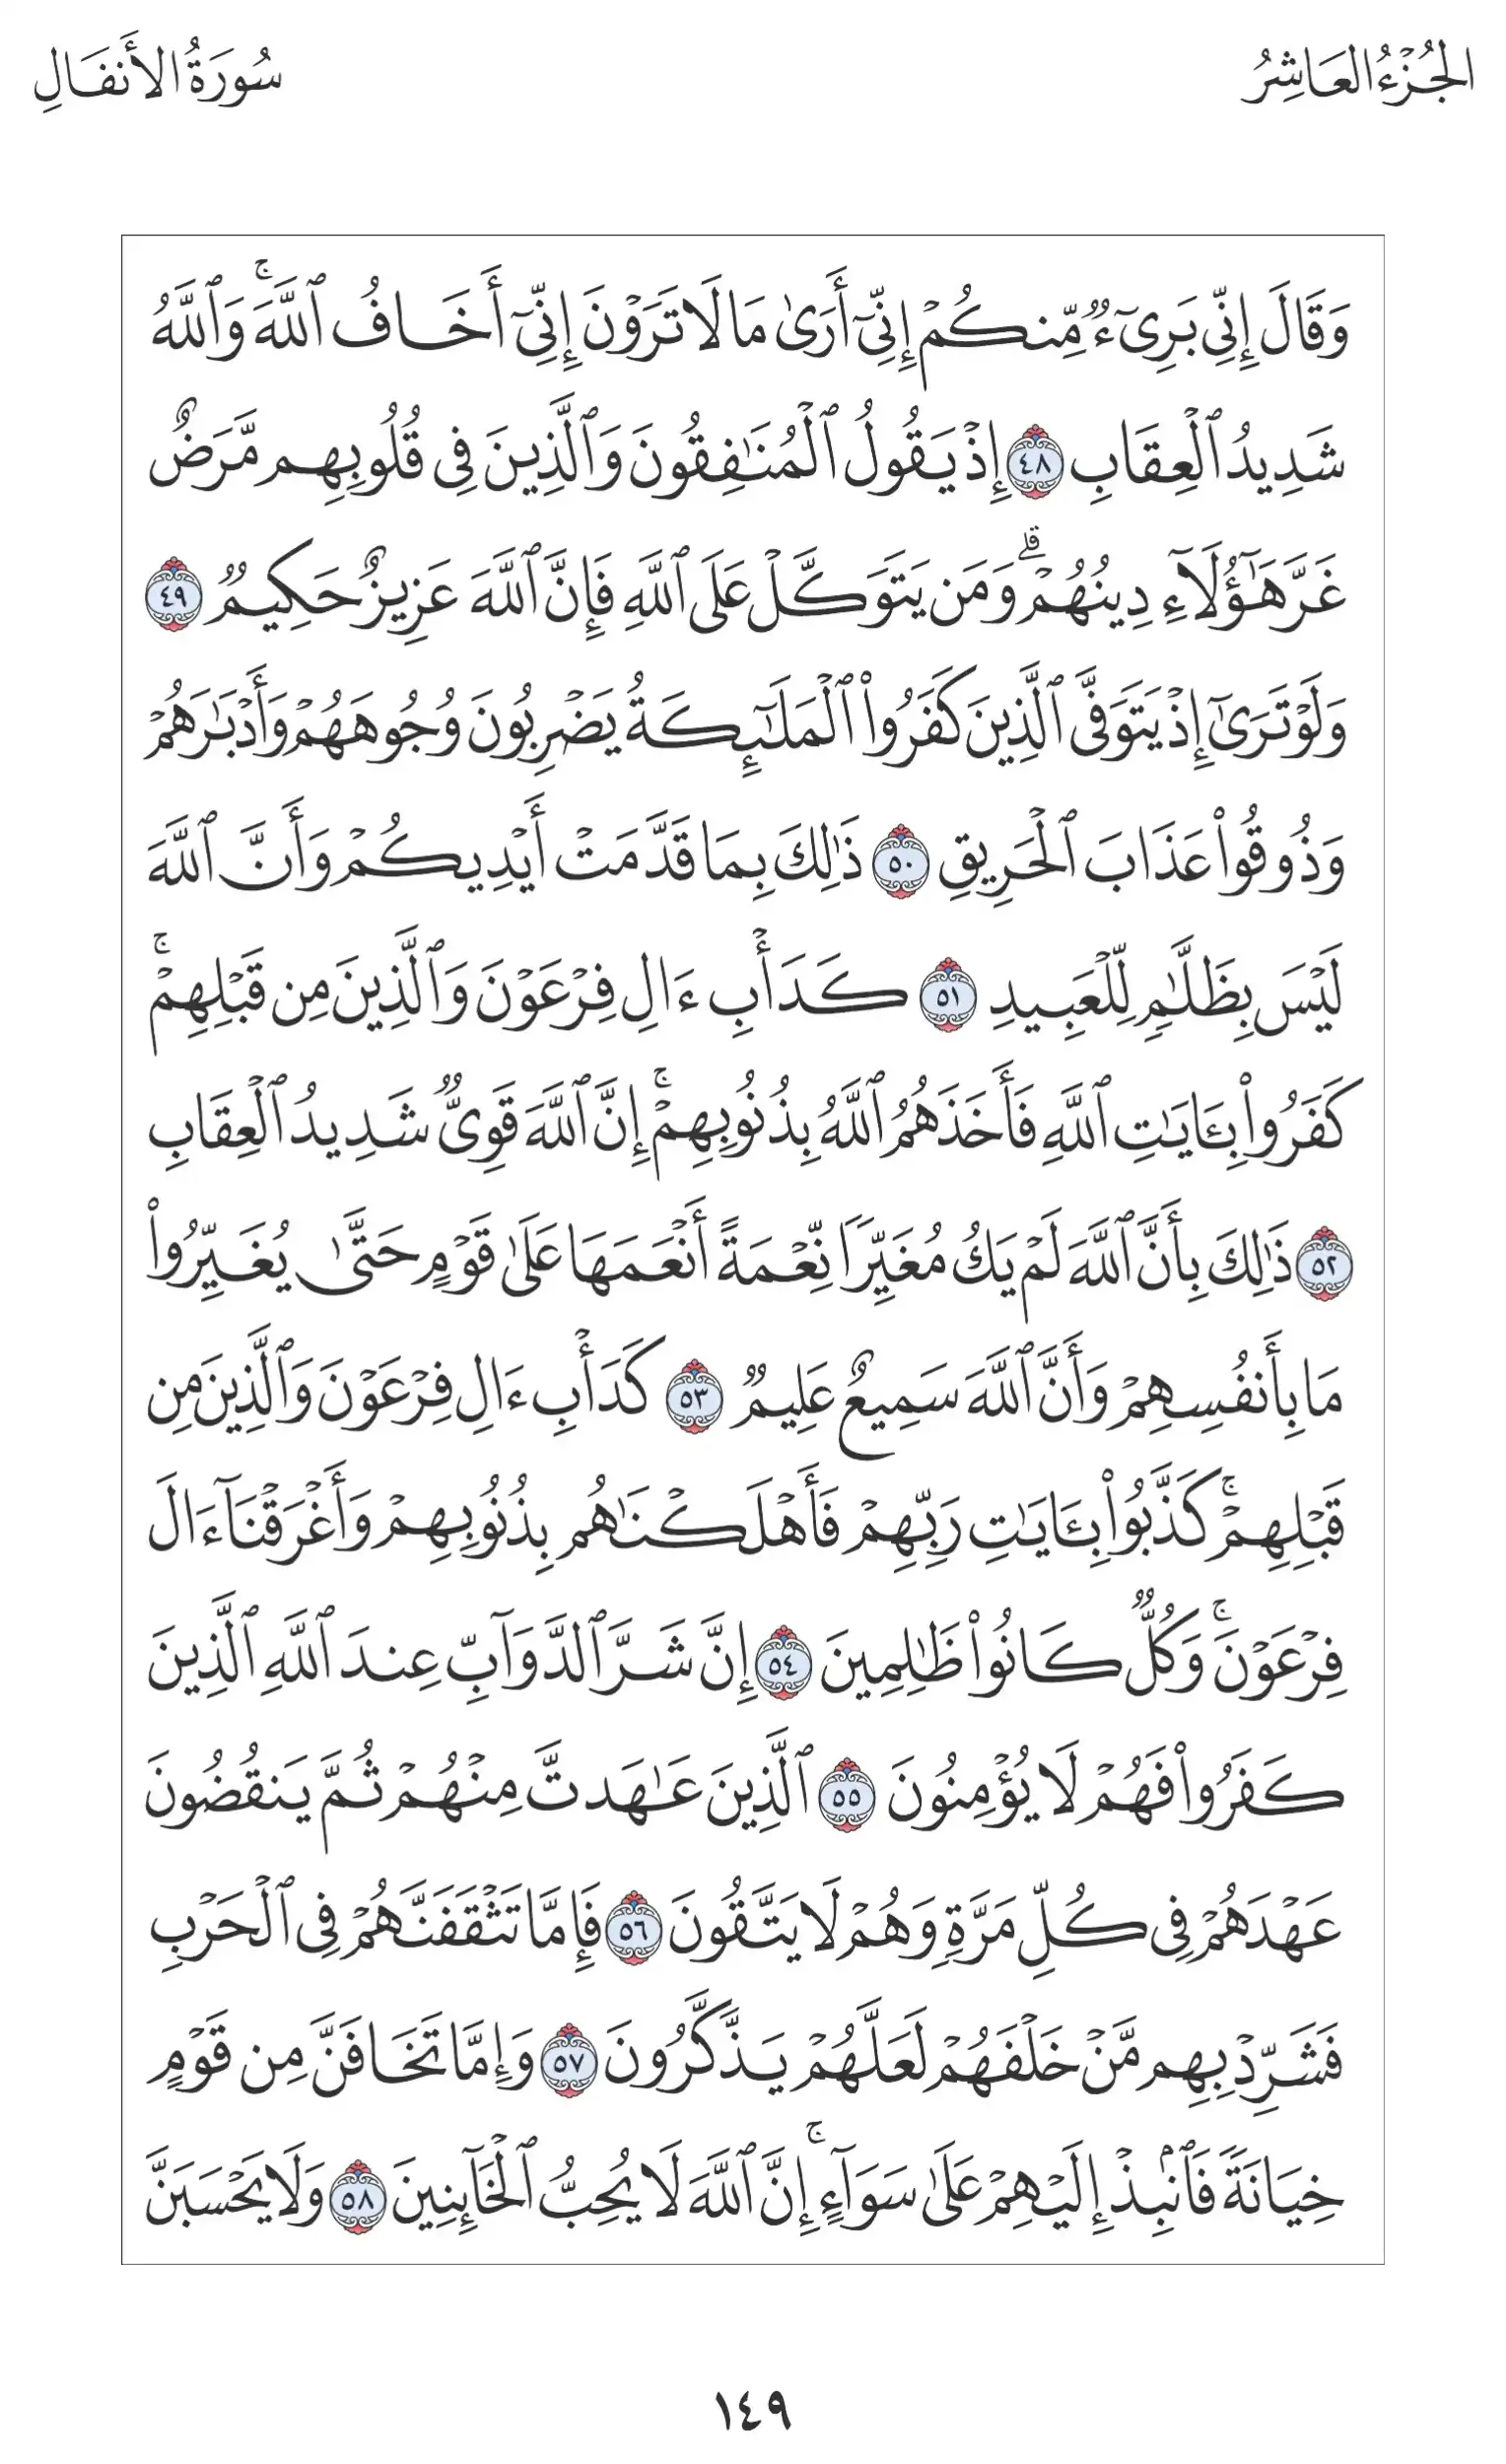 الجُزْءُ العَاشِرُ
سُورَةُ الأَنفَالِ
وَقَالَ إِنِّي بَرِيٓءٌ مِّنكُمۡ إِنِّيٓ أَرَىٰ مَا لَا تَرَوۡنَ إِنِّيٓ أَخَافُ ٱللَّهَۚ وَٱللَّهُ
شَدِيدُ ٱلۡعِقَابِ ٤٨ إِذۡ يَقُولُ ٱلۡمُنَٰفِقُونَ وَٱلَّذِينَ فِي قُلُوبِهِم مَّرَضٌ
غَرَّ هَٰٓؤُلَآءِ دِينُهُمۡۗ وَمَن يَتَوَكَّلۡ عَلَى ٱللَّهِ فَإِنَّ ٱللَّهَ عَزِيزٌ حَكِيمٞ ٤٩
وَلَوۡ تَرَىٰٓ إِذۡ يَتَوَفَّى ٱلَّذِينَ كَفَرُواْ ٱلۡمَلَٰٓئِكَةُ يَضۡرِبُونَ وُجُوهَهُمۡ وَأَدۡبَٰرَهُمۡ
وَذُوقُواْ عَذَابَ ٱلۡحَرِيقِ ٥٠ ذَٰلِكَ بِمَا قَدَّمَتۡ أَيۡدِيكُمۡ وَأَنَّ ٱللَّهَ
لَيۡسَ بِظَلَّٰمٖ لِّلۡعَبِيدِ ٥١ كَدَأۡبِ ءَالِ فِرۡعَوۡنَ وَٱلَّذِينَ مِن قَبۡلِهِمۡۚ
كَفَرُواْ بِـَٔايَٰتِ ٱللَّهِ فَأَخَذَهُمُ ٱللَّهُ بِذُنُوبِهِمۡۚ إِنَّ ٱللَّهَ قَوِيّٞ شَدِيدُ ٱلۡعِقَابِ
٥٢ ذَٰلِكَ بِأَنَّ ٱللَّهَ لَمۡ يَكُ مُغَيِّرٗا نِّعۡمَةً أَنۡعَمَهَا عَلَىٰ قَوۡمٍ حَتَّىٰ يُغَيِّرُواْ
مَا بِأَنفُسِهِمۡ وَأَنَّ ٱللَّهَ سَمِيعٌ عَلِيمٞ ٥٣ كَدَأۡبِ ءَالِ فِرۡعَوۡنَ وَٱلَّذِينَ مِن
قَبۡلِهِمۡۚ كَذَّبُواْ بِـَٔايَٰتِ رَبِّهِمۡ فَأَهۡلَكۡنَٰهُم بِذُنُوبِهِمۡ وَأَغۡرَقۡنَآ ءَالَ
فِرۡعَوۡنَۚ وَكُلّٞ كَانُواْ ظَٰلِمِينَ ٥٤ إِنَّ شَرَّ ٱلدَّوَآبِّ عِندَ ٱللَّهِ ٱلَّذِينَ
كَفَرُواْ فَهُمۡ لَا يُؤۡمِنُونَ ٥٥ ٱلَّذِينَ عَٰهَدتَّ مِنۡهُمۡ ثُمَّ يَنقُضُونَ
عَهۡدَهُمۡ فِي كُلِّ مَرَّةٖ وَهُمۡ لَا يَتَّقُونَ ٥٦ فَإِمَّا تَثۡقَفَنَّهُمۡ فِي ٱلۡحَرۡبِ
فَشَرِّدۡ بِهِم مَّنۡ خَلۡفَهُمۡ لَعَلَّهُمۡ يَذَّكَّرُونَ ٥٧ وَإِمَّا تَخَافَنَّ مِن قَوۡمٍ
خِيَانَةٗ فَٱنۢبِذۡ إِلَيۡهِمۡ عَلَىٰ سَوَآءٍۚ إِنَّ ٱللَّهَ لَا يُحِبُّ ٱلۡخَآئِنِينَ ٥٨ وَلَا يَحۡسَبَنَّ
١٤٩